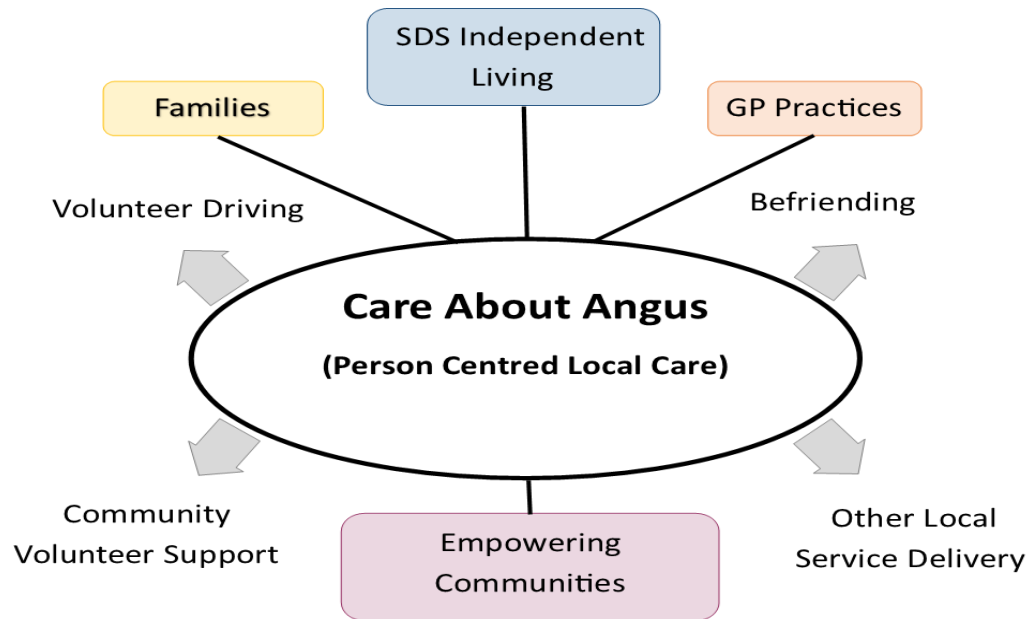 SDS Independent
Living
Families
GP Practices
Volunteer Driving
Befriending
Care About Angus
(Person Centred Local Care)
Community
Volunteer Support
Empowering
Communities
Other Local
Service Delivery